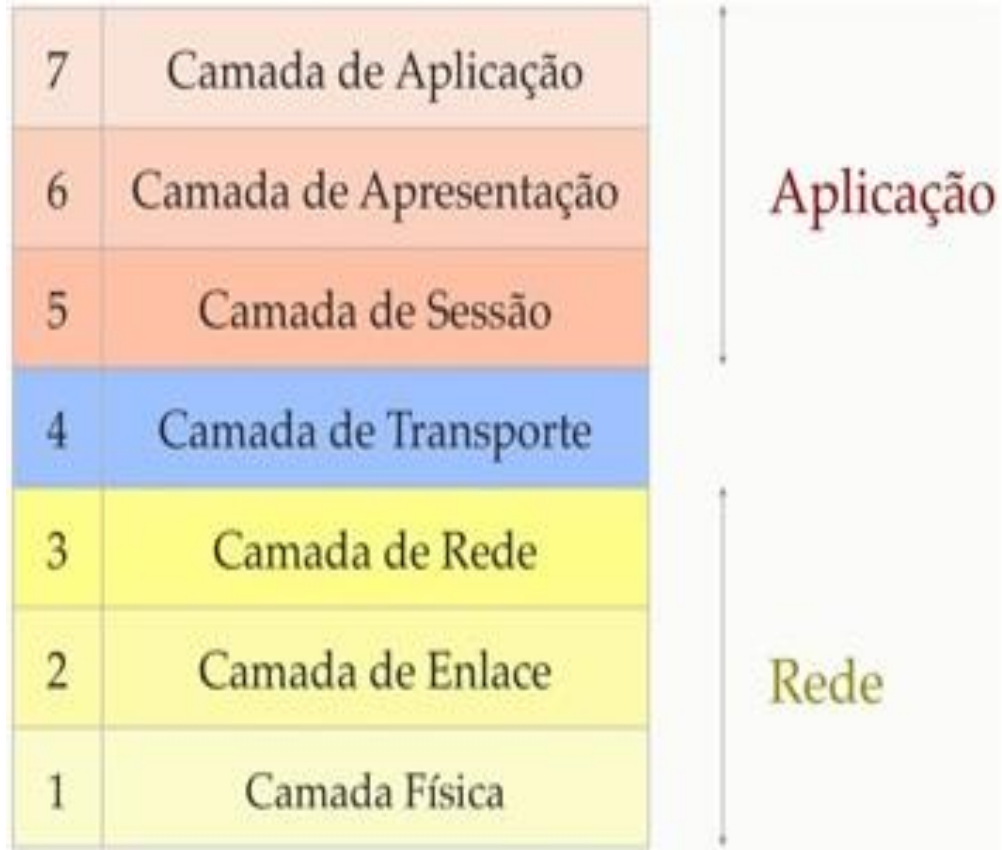 7 Camada de Aplicação
6 Camada de Apresentação
Aplicação
5 Camada de Sessão
4 Camada de Transporte
3 Camada de Rede
2 Camada de Enlace
Rede
1 Camada Física